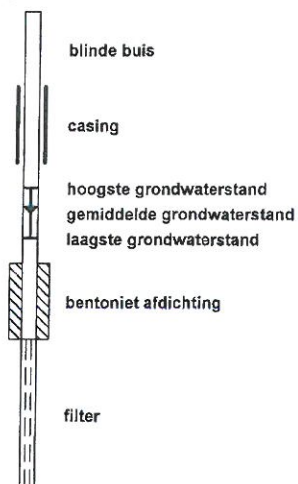 blinde buis
casing
hoogste grondwaterstand
gemiddelde grondwaterstand
laagste grondwaterstand
bentoniet afdichting
filter